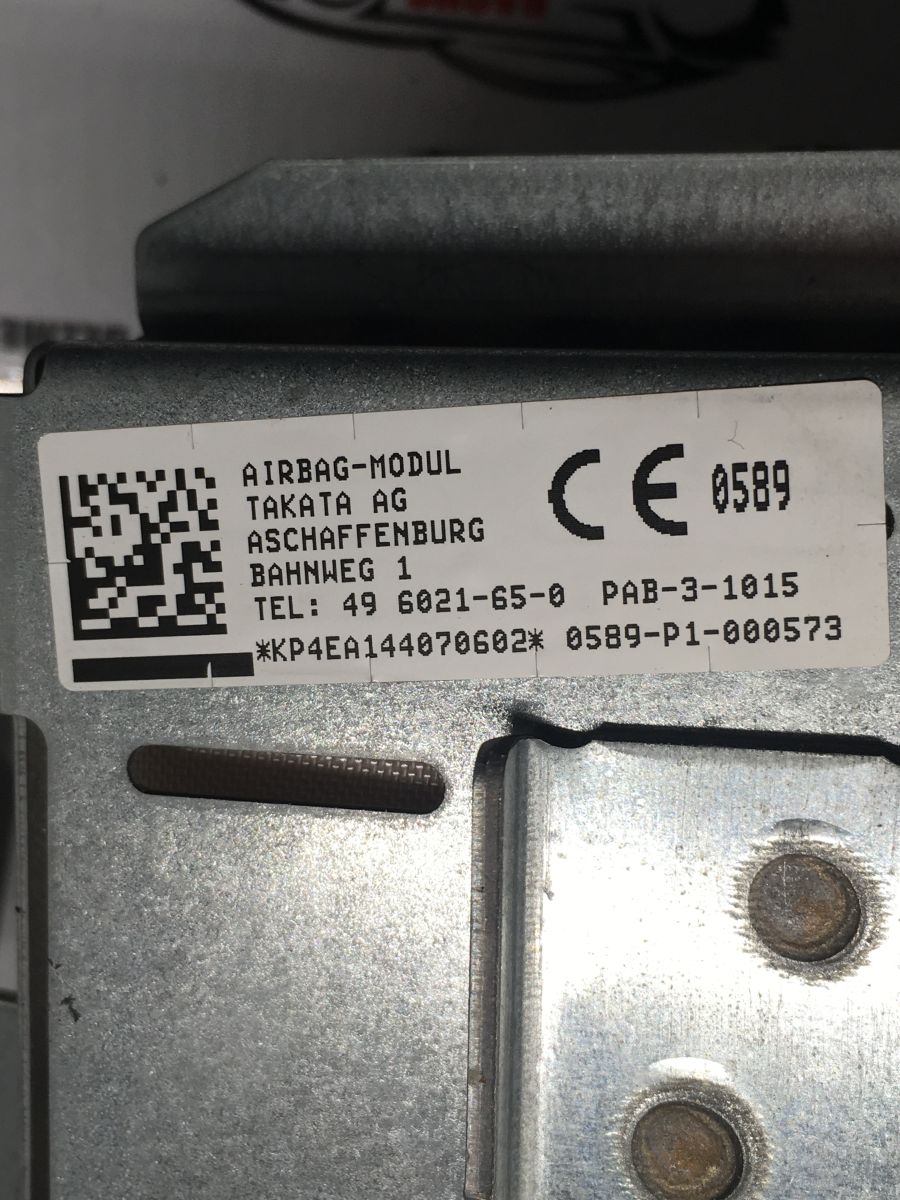 AIRBAG-MODUL
TAKATA AG
ASCHAFFENBURG
BAHNWEG 1
TEL: 49 6021-65-0 PAB-3-1015
*KP4EA144070602* 0589-P1-000573
CE 0589